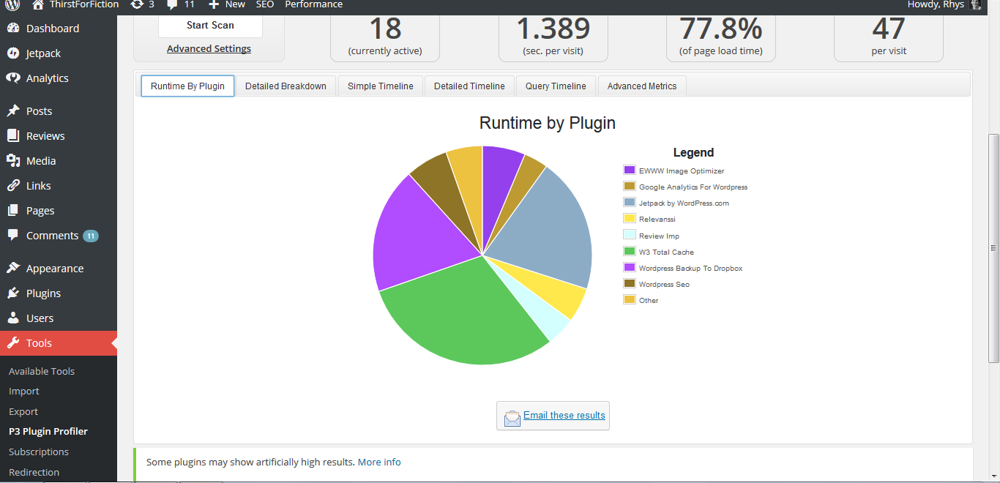 ThirstForFiction 3 11 New SEO Performance Howdy, Rhys
Dashboard
Jetpack
Analytics
Posts
Reviews
Media
Links
Pages
Comments 11
Appearance
Plugins
Users
Tools
Available Tools
Import
Export
P3 Plugin Profiler
Subscriptions
Redirection
Start Scan
Advanced Settings
18
(currently active)
1.389
(sec. per visit)
77.8%
(of page load time)
47
per visit
Runtime By Plugin Detailed Breakdown Simple Timeline Detailed Timeline Query Timeline Advanced Metrics
Runtime by Plugin
Legend
EWWW Image Optimizer
Google Analytics For Wordpress
Jetpack by WordPress.com
Relevanssi
Review Imp
W3 Total Cache
Wordpress Backup To Dropbox
Wordpress Seo
Other
Email these results
Some plugins may show artificially high results. More info